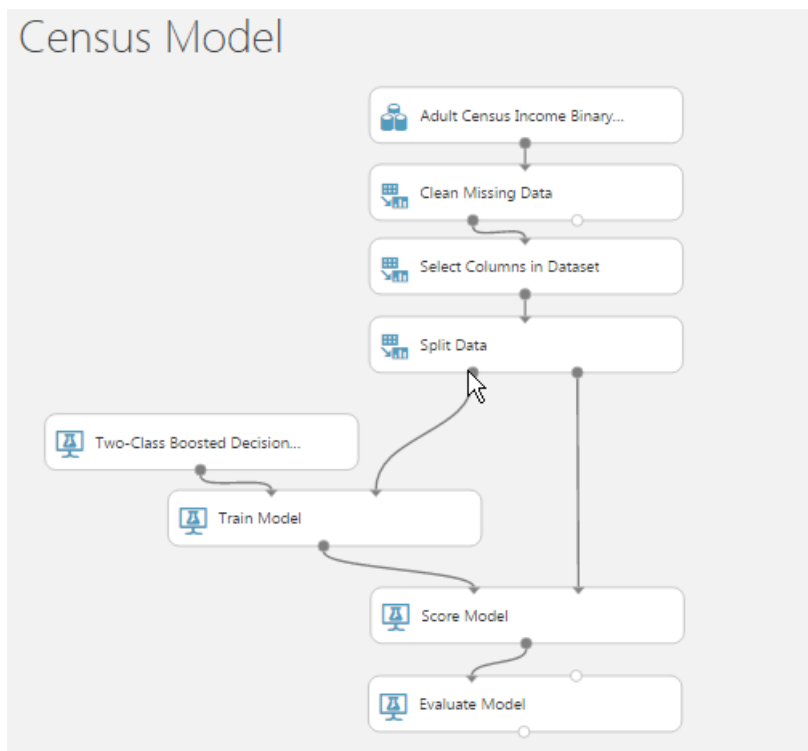 Census Model
Adult Census Income Binary...
Clean Missing Data
Select Columns in Dataset
Split Data
Two-Class Boosted Decision...
Train Model
Score Model
Evaluate Model